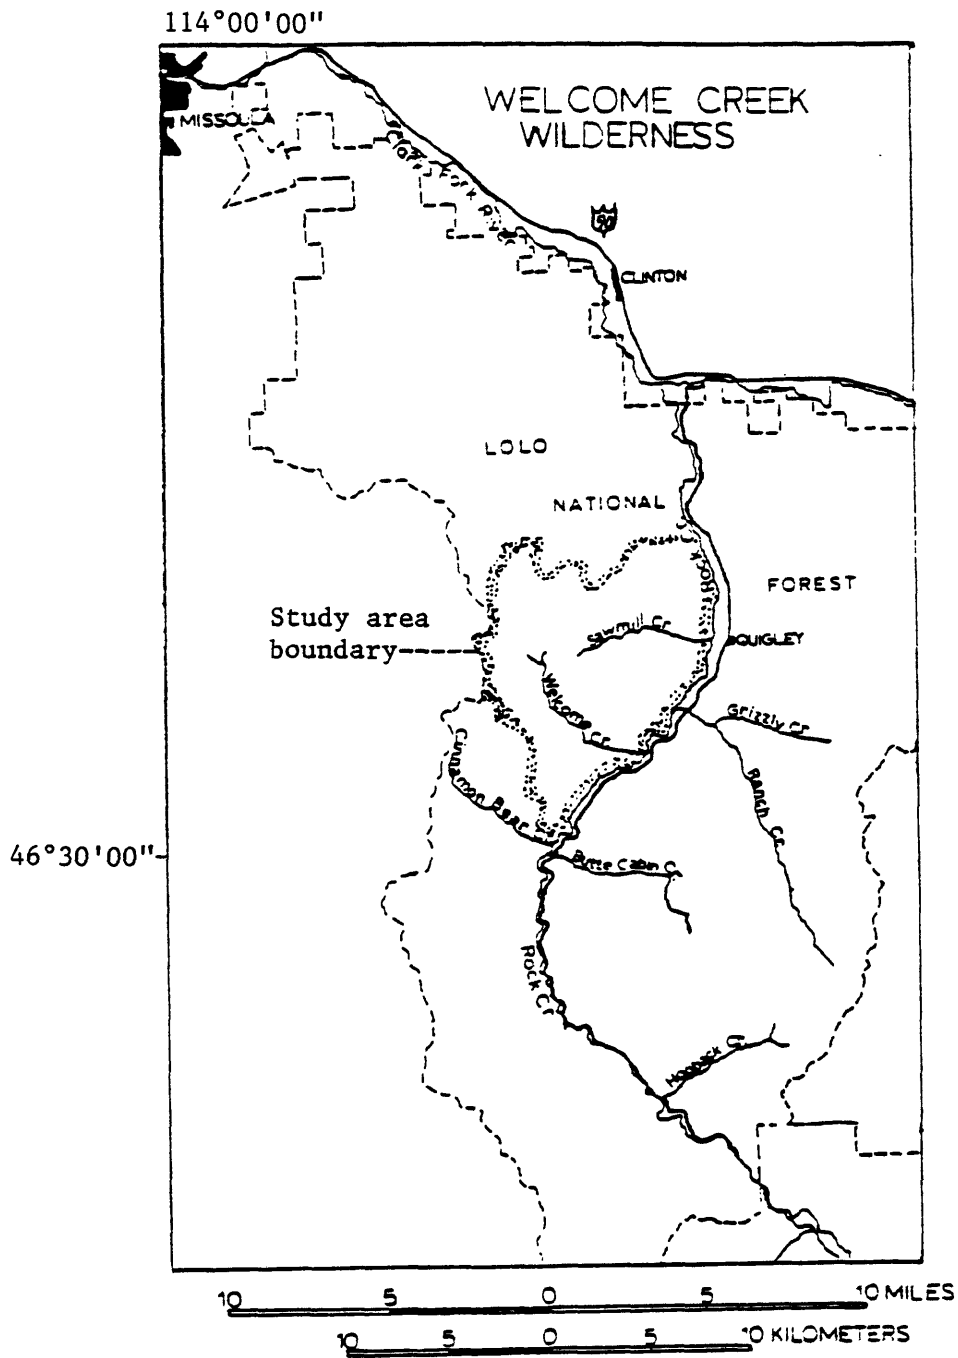 114°00'00"
WELCOME CREEK
WILDERNESS
MISSOULA
Clark Fork River
90
CLINTON
LOLO
NATIONAL
FOREST
Rock Cr
Study area
boundary
Sawmill Cr
QUIGLEY
Welcome Cr
Grizzly Cr
Cinnamon Bear
Ranch Cr
46°30'00"
Butte Cabin C
Rock Cr
Hogback Cr
10 5 0 5 10 MILES
10 5 0 5 10 KILOMETERS